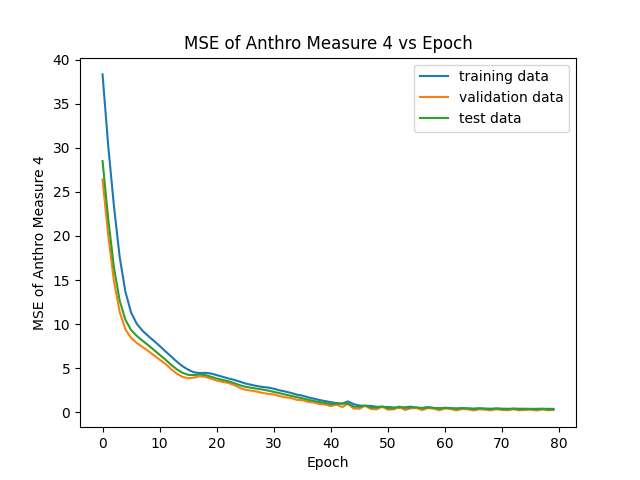 MSE of Anthro Measure 4 vs Epoch
40
35
30
25
20
15
10
5
0
MSE of Anthro Measure 4
training data
validation data
test data
0 10 20 30 40 50 60 70 80
Epoch